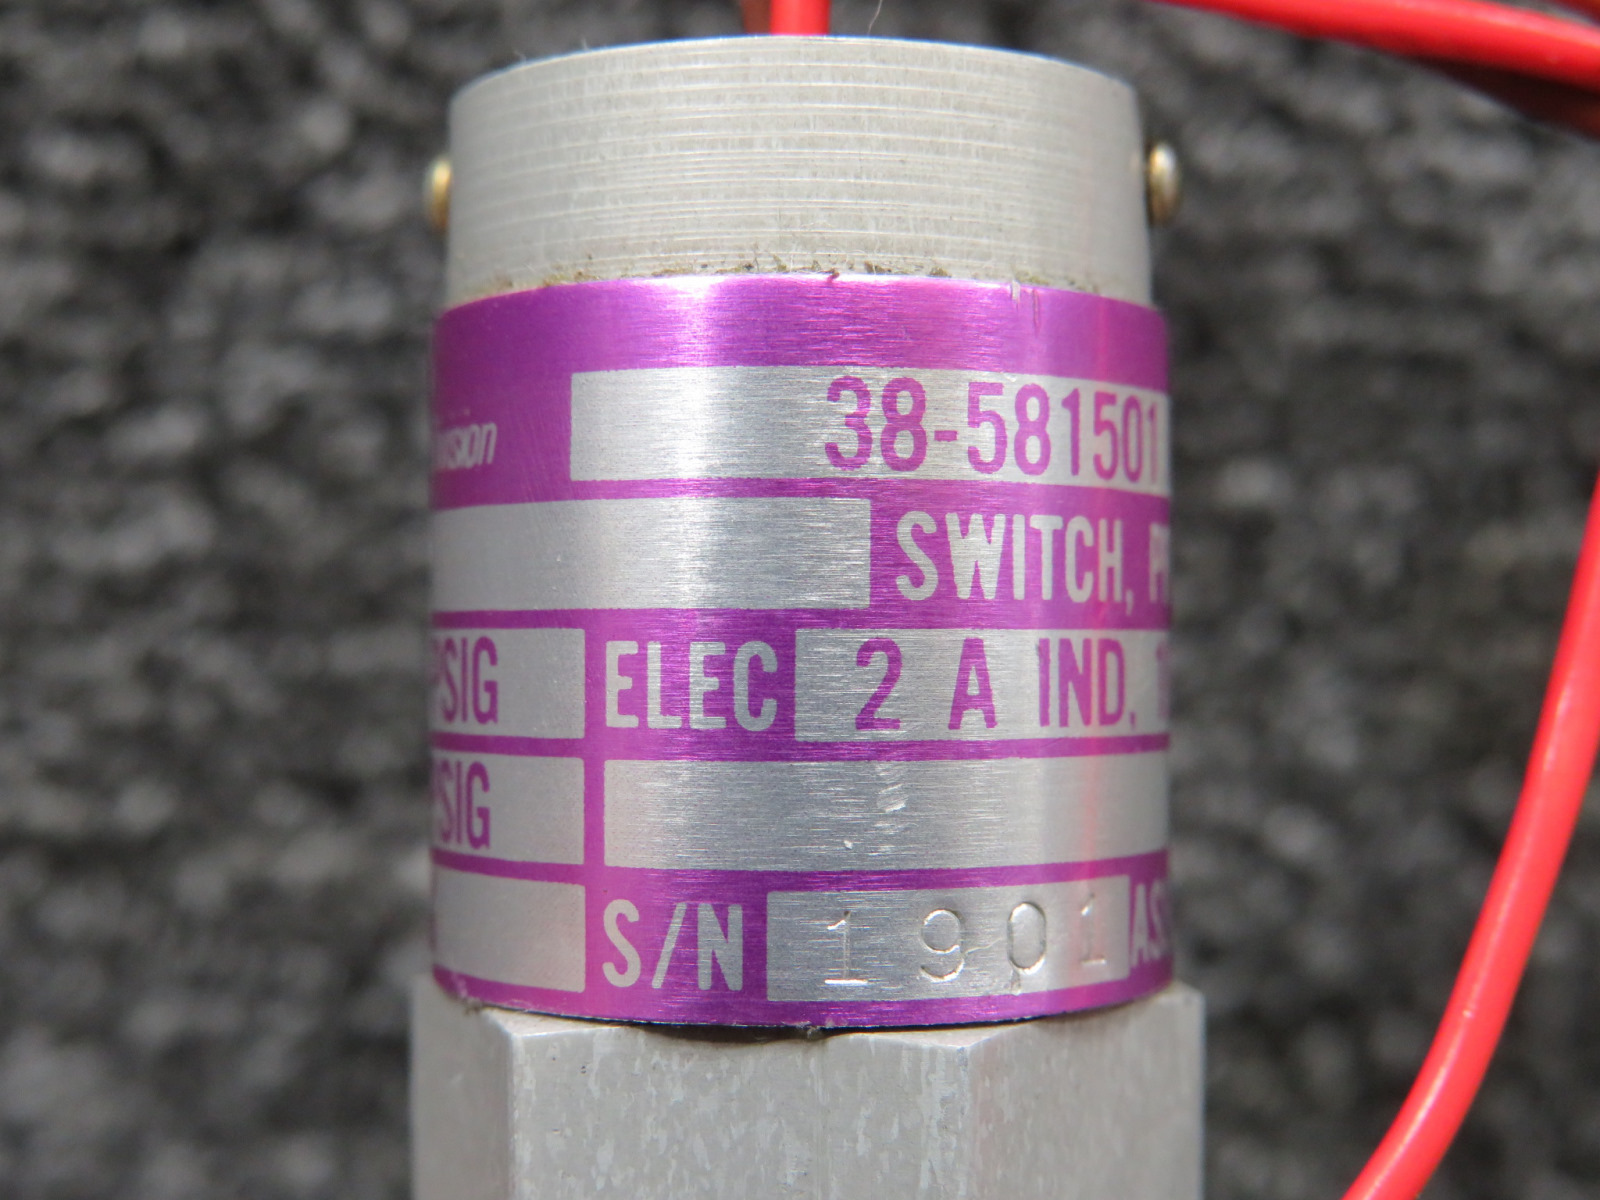 38-581501
SWITCH,
PSIG ELEC 2 A IND.
PSIG
S/N 1901